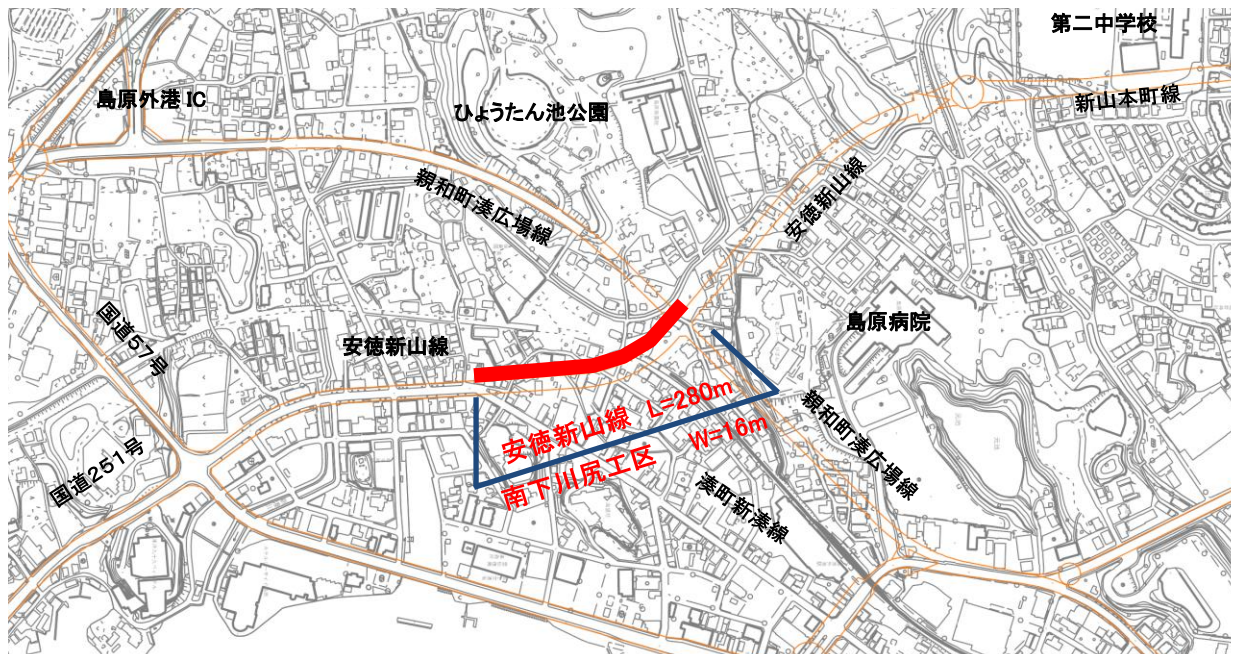 第二中学校
島原外港IC
ひょうたん池公園
新山本町線
親和町湊広場線
安徳新山線
国道57号
安徳新山線
島原病院
安徳新山線 L=280m
W=16m
南下川尻工区
親和町湊広場線
国道251号
湊町新湊線